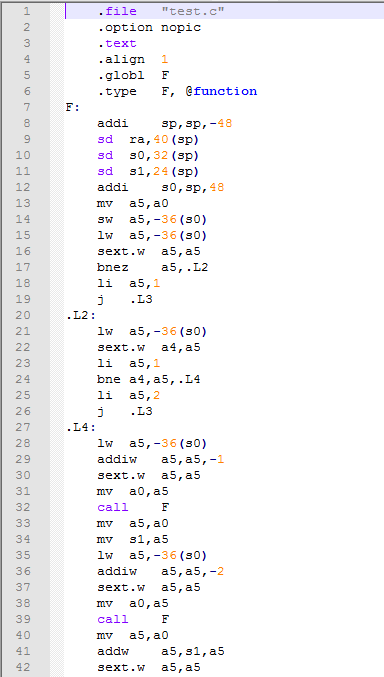 1 .file "test.c"
2 .option nopic
3 .text
4 .align 1
5 .globl F
6 .type F, @function
7 F:
8 addi sp,sp,-48
9 sd ra,40(sp)
10 sd s0,32(sp)
11 sd s1,24(sp)
12 addi s0,sp,48
13 mv a5,a0
14 sw a5,-36(s0)
15 lw a5,-36(s0)
16 sext.w a5,a5
17 bnez a5,.L2
18 li a5,1
19 j .L3
20 .L2:
21 lw a5,-36(s0)
22 sext.w a4,a5
23 li a5,1
24 bne a4,a5,.L4
25 li a5,2
26 j .L3
27 .L4:
28 lw a5,-36(s0)
29 addiw a5,a5,-1
30 sext.w a5,a5
31 mv a0,a5
32 call F
33 mv a5,a0
34 mv s1,a5
35 lw a5,-36(s0)
36 addiw a5,a5,-2
37 sext.w a5,a5
38 mv a0,a5
39 call F
40 mv a5,a0
41 addw a5,s1,a5
42 sext.w a5,a5